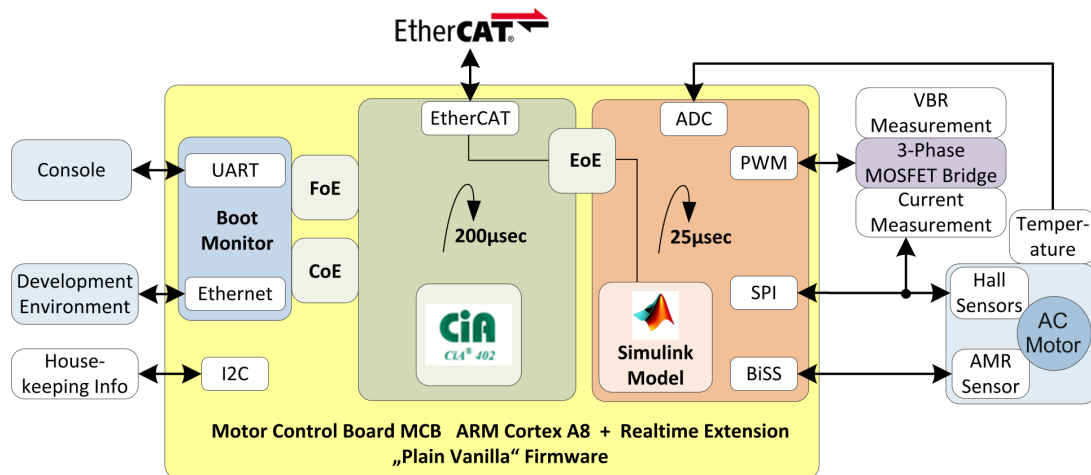 EtherCAT®
EtherCAT
ADC
VBR
Measurement
Console
UART
FoE
EoE
PWM
3-Phase
MOSFET Bridge
Boot
Monitor
200µsec
25µsec
Current
Measurement
Temper-
ature
CoE
Development
Environment
Ethernet
SPI
Hall
Sensors
AC
Motor
CiA
CiA® 402
Simulink
Model
House-
keeping Info
I2C
BiSS
AMR
Sensor
Motor Control Board MCB ARM Cortex A8 + Realtime Extension
„Plain Vanilla“ Firmware